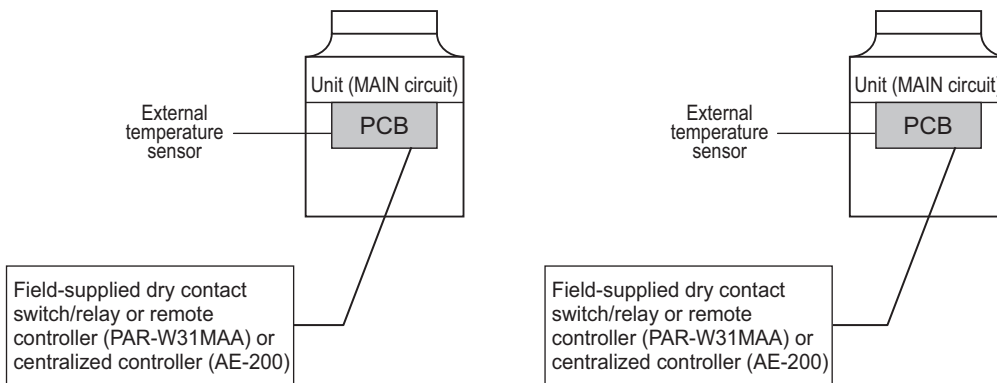 Unit (MAIN circuit)
External
temperature
sensor
PCB
Field-supplied dry contact
switch/relay or remote
controller (PAR-W31MAA) or
centralized controller (AE-200)
Unit (MAIN circuit)
External
temperature
sensor
PCB
Field-supplied dry contact
switch/relay or remote
controller (PAR-W31MAA) or
centralized controller (AE-200)